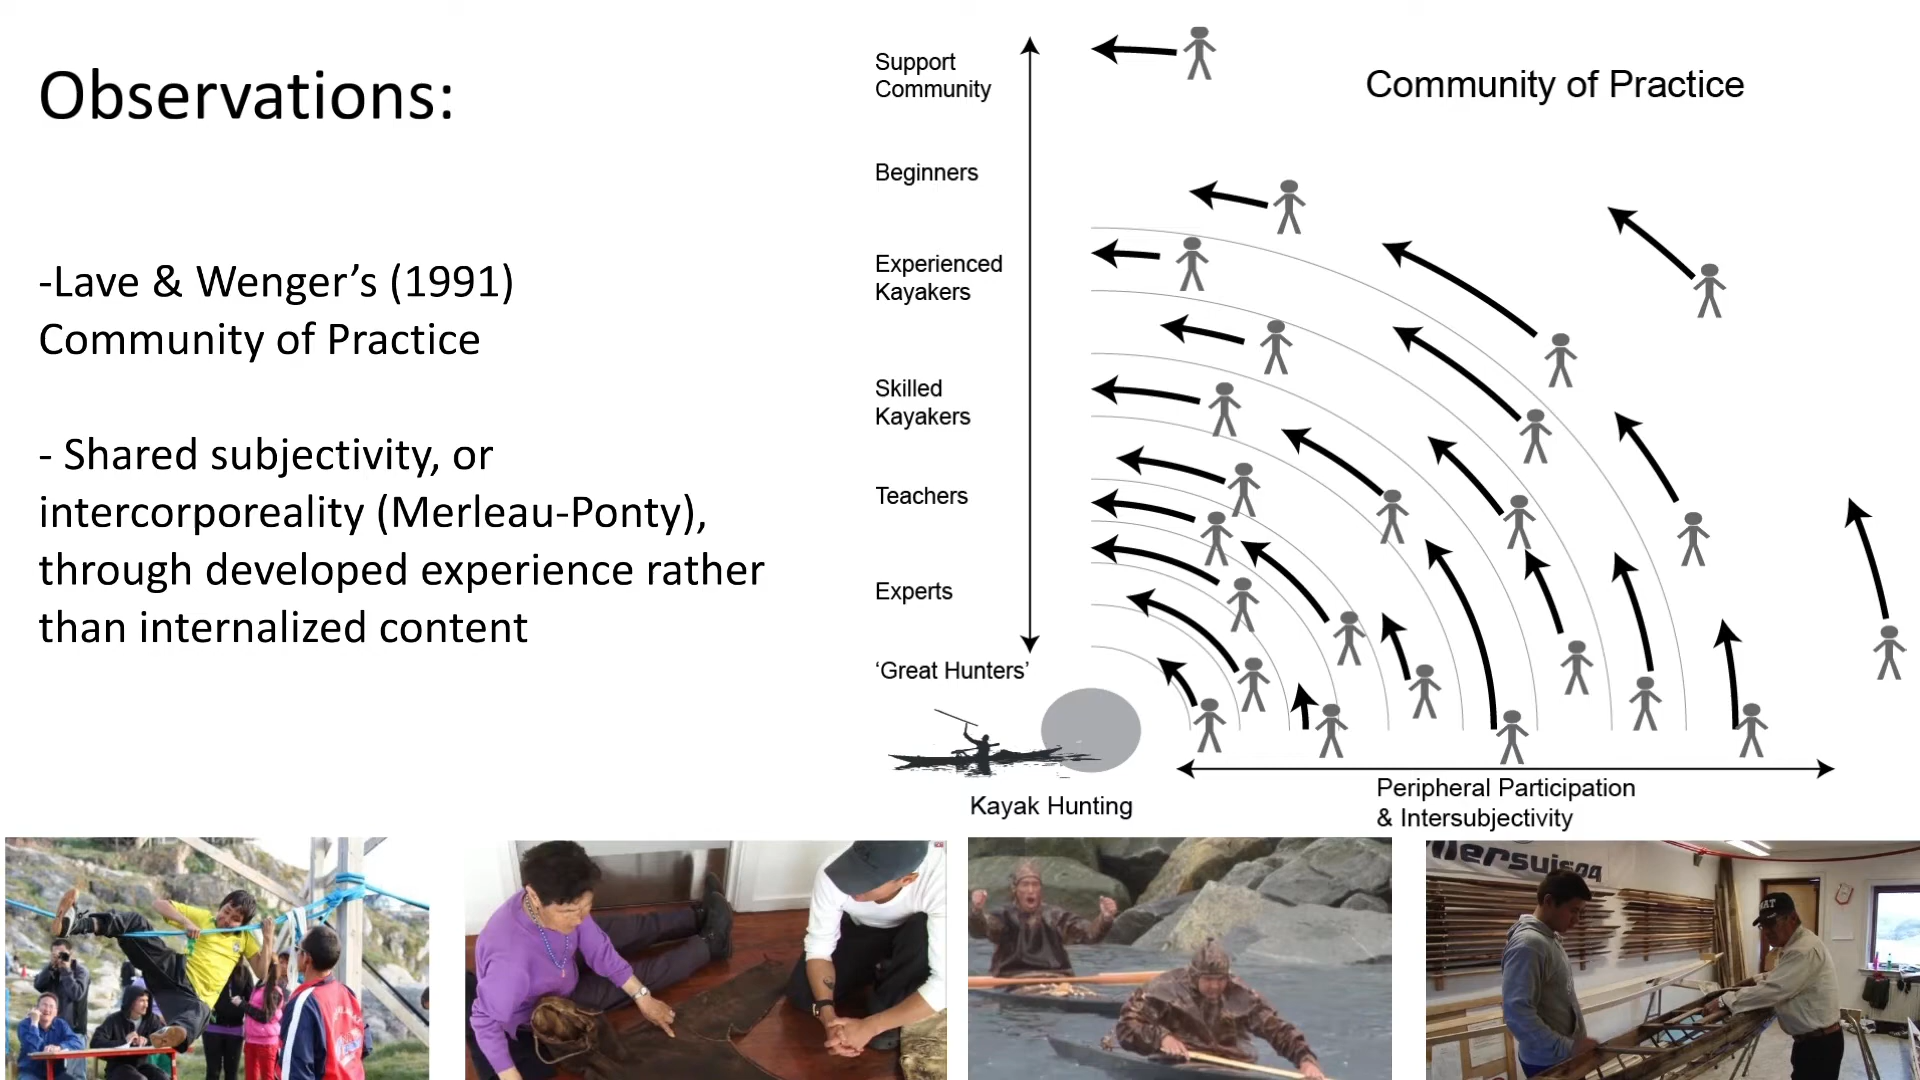 Observations:
-Lave & Wenger’s (1991)
Community of Practice
- Shared subjectivity, or
intercorporeality (Merleau-Ponty),
through developed experience rather
than internalized content
Community of Practice
Support
Community
Beginners
Experienced
Kayakers
Skilled
Kayakers
Teachers
Experts
‘Great Hunters’
Kayak Hunting
Peripheral Participation
& Intersubjectivity